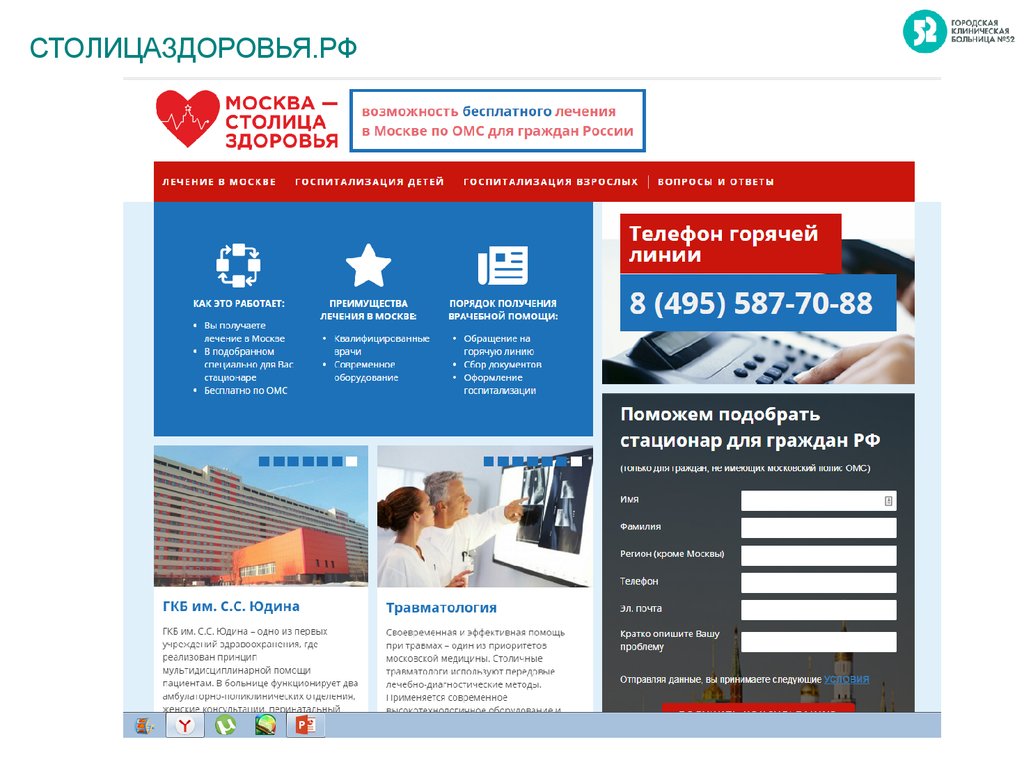 СТОЛИЦАЗДОРОВЬЯ.РФ
52
ГОРОДСКАЯ
КЛИНИЧЕСКАЯ
БОЛЬНИЦА №52
МОСКВА —
СТОЛИЦА
ЗДОРОВЬЯ
возможность бесплатного лечения
в Москве по ОМС для граждан России
ЛЕЧЕНИЕ В МОСКВЕ ГОСПИТАЛИЗАЦИЯ ДЕТЕЙ ГОСПИТАЛИЗАЦИЯ ВЗРОСЛЫХ ВОПРОСЫ И ОТВЕТЫ
КАК ЭТО РАБОТАЕТ:
• Вы получаете
лечение в Москве
• В подобранном
специально для Вас
стационаре
• Бесплатно по ОМС
ПРЕИМУЩЕСТВА
ЛЕЧЕНИЯ В МОСКВЕ:
• Квалифицированные
врачи
• Современное
оборудование
ПОРЯДОК ПОЛУЧЕНИЯ
ВРАЧЕБНОЙ ПОМОЩИ:
• Обращение на
горячую линию
• Сбор документов
• Оформление
госпитализации
Телефон горячей
линии
8 (495) 587-70-88
ГКБ им. С.С. Юдина
ГКБ им. С.С. Юдина – одно из первых
учреждений здравоохранения, где
реализован принцип
мультидисциплинарной помощи
пациентам. В больнице функционирует два
амбулаторно-поликлинических отделения,
женские консультации, перинатальный
Травматология
Своевременная и эффективная помощь
при травмах – один из приоритетов
московской медицины. Столичные
травматологи используют передовые
лечебно-диагностические методы.
Применяется современное
высокотехнологичное оборудование и
Поможем подобрать
стационар для граждан РФ
(только для граждан, не имеющих московский полис ОМС)
Имя
Фамилия
Регион (кроме Москвы)
Телефон
Эл. почта
Кратко опишите Вашу
проблему
Отправляя данные, вы принимаете следующие УСЛОВИЯ